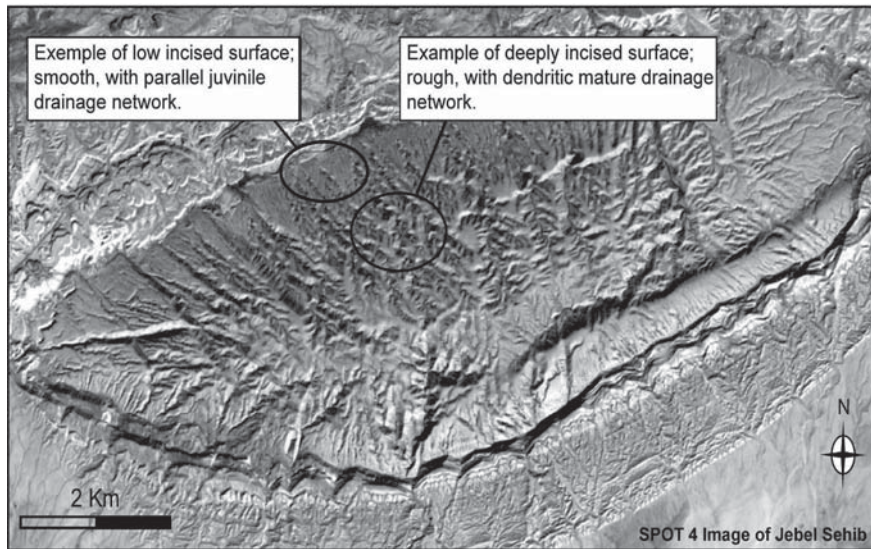 Exemple of low incised surface;
smooth, with parallel juvinile
drainage network.
Example of deeply incised surface;
rough, with dendritic mature drainage
network.
N
2 Km
SPOT 4 Image of Jebel Sehib